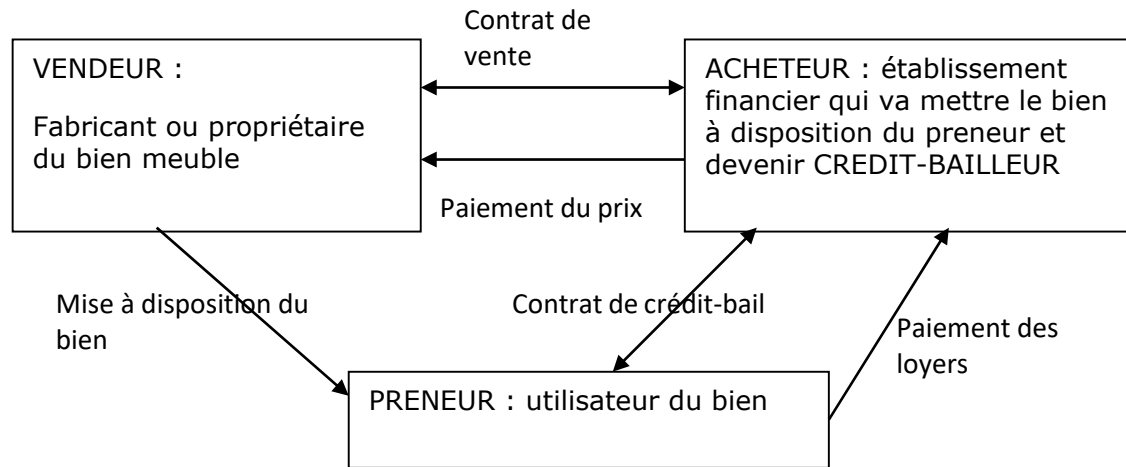 Contrat de
vente
VENDEUR :
Fabricant ou propriétaire
du bien meuble
ACHETEUR : établissement
financier qui va mettre le bien
à disposition du preneur et
devenir CREDIT-BAILLEUR
Paiement du prix
Mise à disposition du
bien
Contrat de crédit-bail
Paiement des
loyers
PRENEUR : utilisateur du bien